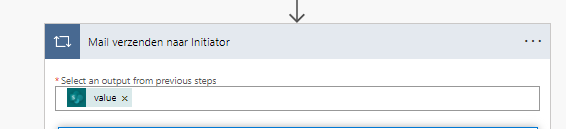 Mail verzenden naar Initiator
* Select an output from previous steps
value